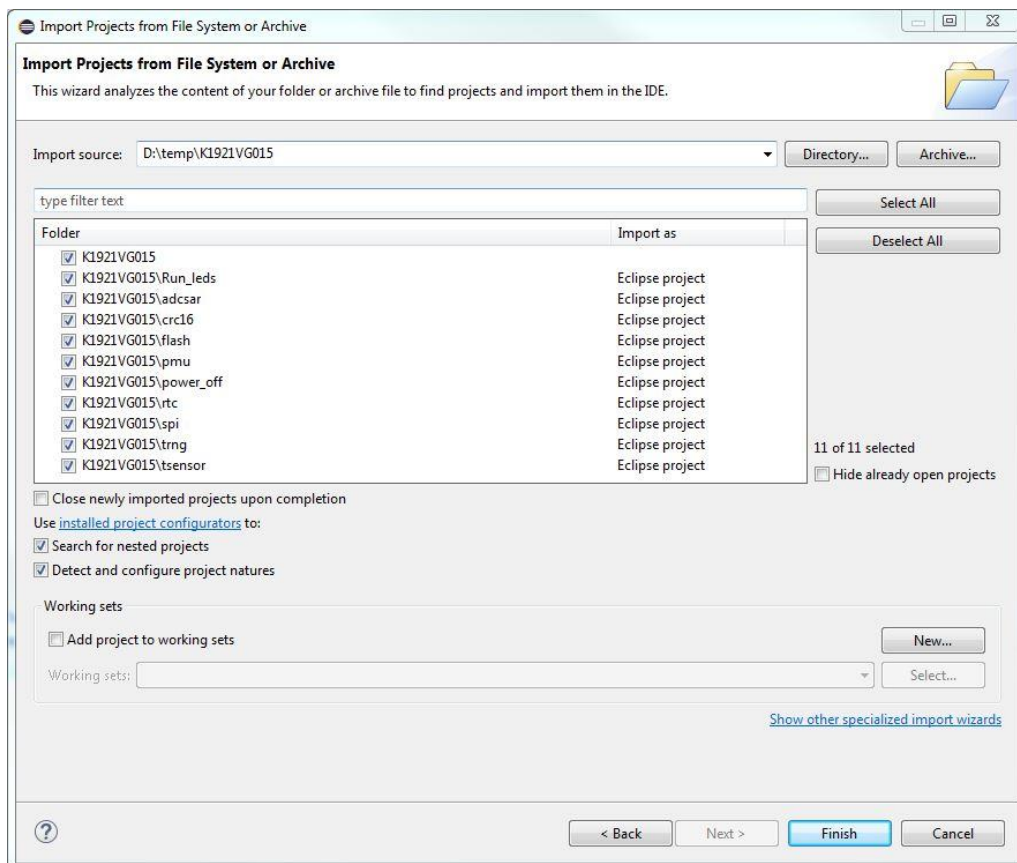 Import Projects from File System or Archive
Import Projects from File System or Archive
This wizard analyzes the content of your folder or archive file to find projects and import them in the IDE.
Import source: D:\temp\K1921VG015 Directory... Archive...
type filter text Select All
Folder Import as Deselect All
K1921VG015
K1921VG015\Run_leds Eclipse project
K1921VG015\adcsar Eclipse project
K1921VG015\crc16 Eclipse project
K1921VG015\flash Eclipse project
K1921VG015\pmu Eclipse project
K1921VG015\power_off Eclipse project
K1921VG015\rtc Eclipse project
K1921VG015\spi Eclipse project
K1921VG015\trng Eclipse project
K1921VG015\tsensor Eclipse project
11 of 11 selected
Hide already open projects
Close newly imported projects upon completion
Use installed project configurators to:
Search for nested projects
Detect and configure project natures
Working sets
Add project to working sets New...
Working sets: Select...
Show other specialized import wizards
? < Back Next > Finish Cancel